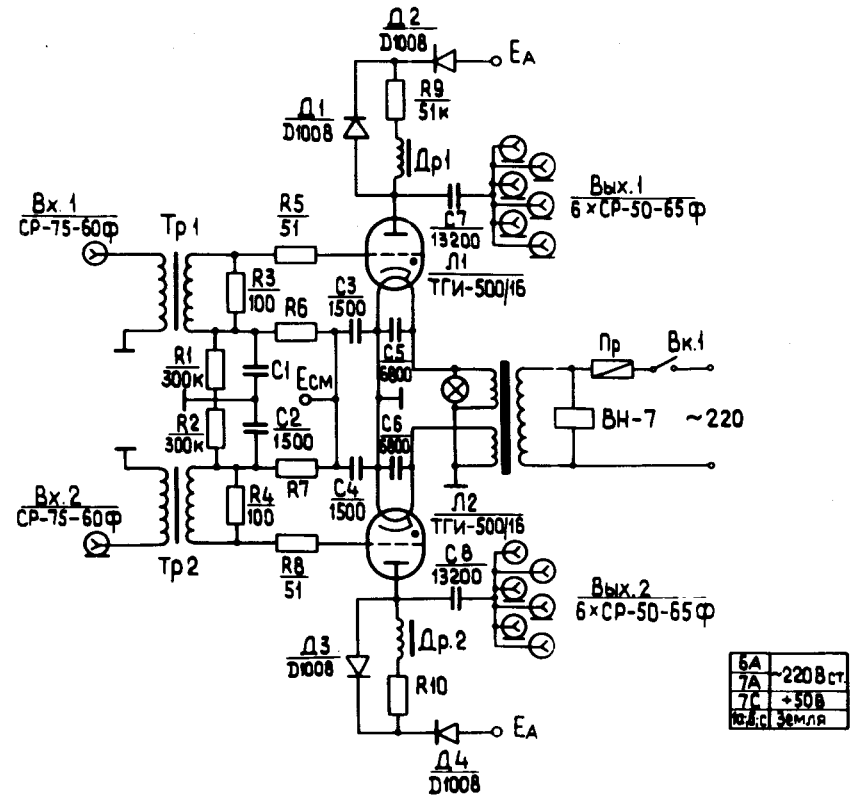 Д2
D1008
EА
R9
51к
Д1
D1008
Др1
Вых.1
6×СР-50-65ф
Вх.1
СР-75-60ф
Тр1
R5
51
C7
13200
Л1
ТГИ-500/16
R3
100
R6
C3
1500
R1
300к
C1
Eсм
C5
6800
Пр
Вк.1
R2
300к
C2
1500
C6
6800
ВН-7
~220
R7
C4
1500
Вх.2
СР-75-60ф
R4
100
Л2
ТГИ-500/16
Тр2
R8
51
C8
13200
Вых.2
6×СР-50-65ф
Д3
D1008
Др.2
R10
EА
Д4
D1008
6А
7А
~220В ст.
7С +50В
Земля